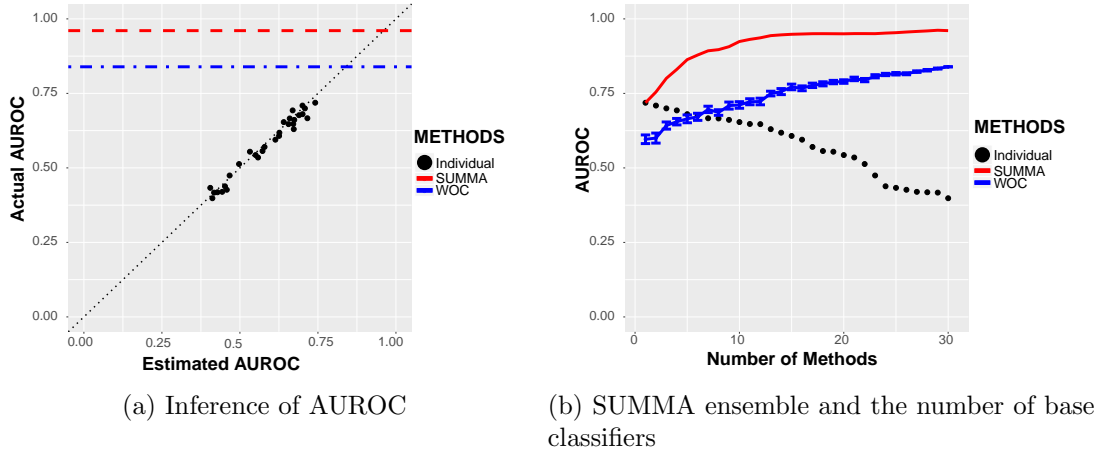 1.00
0.75
0.50
0.25
0.00
Actual AUROC
0.00
0.25
0.50
0.75
1.00
Estimated AUROC
METHODS
Individual
SUMMA
WOC
(a) Inference of AUROC
1.00
0.75
0.50
0.25
0.00
AUROC
0
10
20
30
Number of Methods
METHODS
Individual
SUMMA
WOC
(b) SUMMA ensemble and the number of base
classifiers